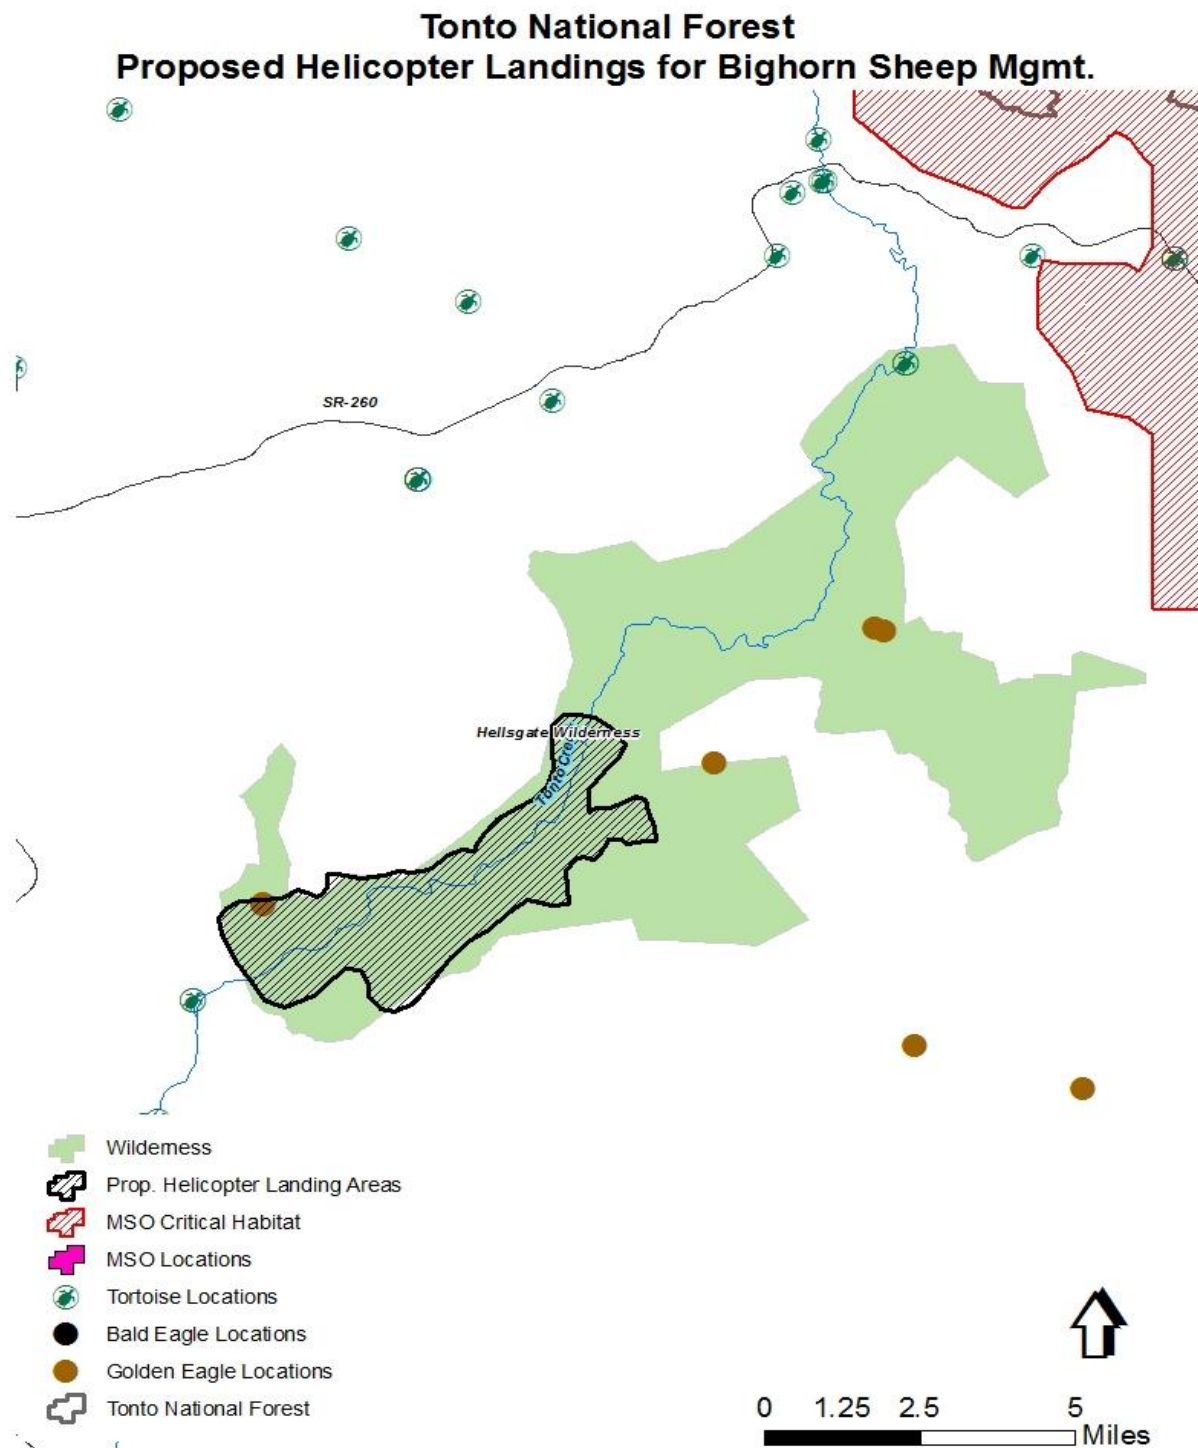 Tonto National Forest
Proposed Helicopter Landings for Bighorn Sheep Mgmt.
SR-260
Hellsgate Wilderness
Tonto Creek
Wilderness
Prop. Helicopter Landing Areas
MSO Critical Habitat
MSO Locations
Tortoise Locations
Bald Eagle Locations
Golden Eagle Locations
Tonto National Forest
0 1.25 2.5 5
Miles